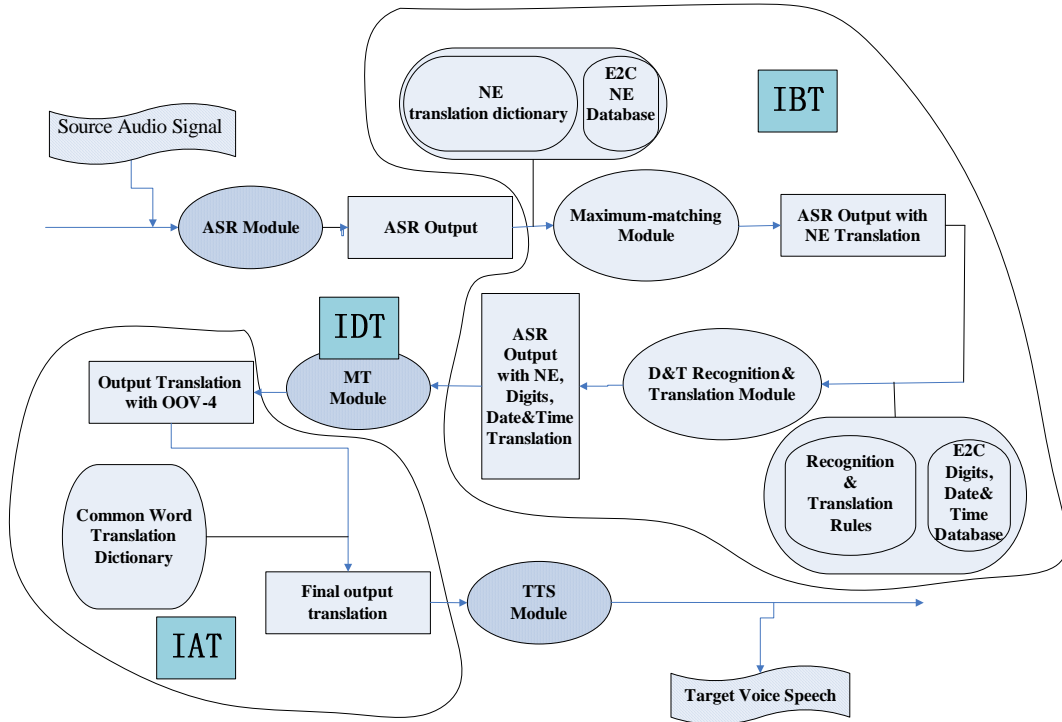 NE
translation dictionary
E2C
NE
Database
IBT
Source Audio Signal
ASR Module
ASR Output
Maximum-matching
Module
ASR Output with
NE Translation
IDT
MT
Module
ASR
Output
with NE,
Digits,
Date&Time
Translation
D&T Recognition&
Translation Module
Output Translation
with OOV-4
Recognition
&
Translation
Rules
E2C
Digits,
Date&
Time
Database
Common Word
Translation
Dictionary
Final output
translation
TTS
Module
IAT
Target Voice Speech